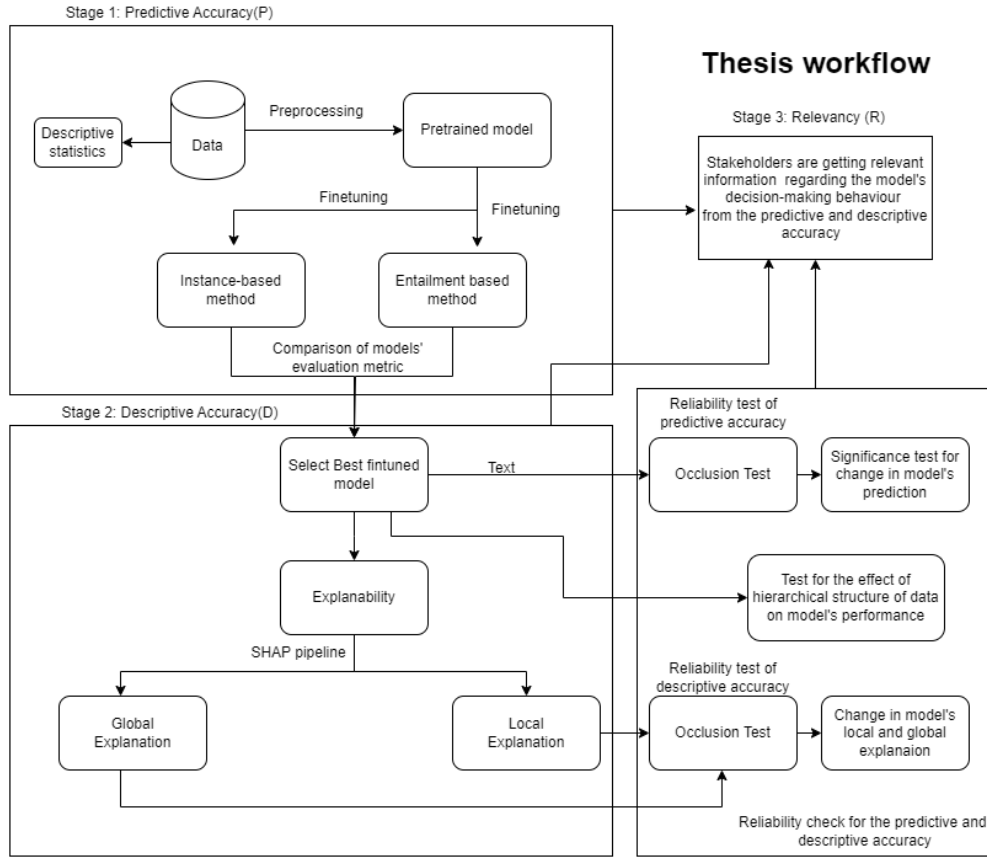 Stage 1: Predictive Accuracy(P)
Thesis workflow
Descriptive
statistics
Data
Preprocessing
Pretrained model
Finetuning
Finetuning
Instance-based
method
Entailment based
method
Comparison of models'
evaluation metric
Stage 3: Relevancy (R)
Stakeholders are getting relevant
information regarding the model's
decision-making behaviour
from the predictive and descriptive
accuracy
Stage 2: Descriptive Accuracy(D)
Select Best fintuned
model
Text
Explanability
SHAP pipeline
Global
Explanation
Local
Explanation
Reliability test of
predictive accuracy
Occlusion Test
Significance test for
change in model's
prediction
Test for the effect of
hierarchical structure of data
on model's performance
Reliability test of
descriptive accuracy
Occlusion Test
Change in model's
local and global
explanaion
Reliability check for the predictive and
descriptive accuracy